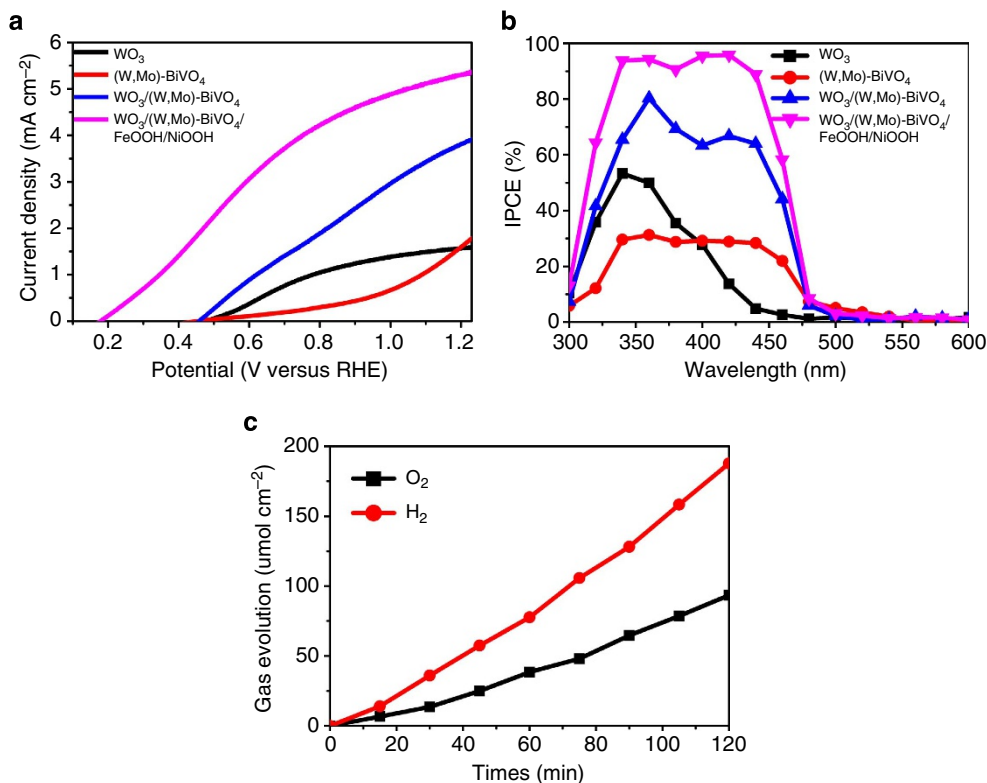 a
Current density (mA cm⁻²)
6
5
4
3
2
1
0
WO₃
(W,Mo)-BiVO₄
WO₃/(W,Mo)-BiVO₄
WO₃/(W,Mo)-BiVO₄/
FeOOH/NiOOH
0.2 0.4 0.6 0.8 1.0 1.2
Potential (V versus RHE)
b
IPCE (%)
100
80
60
40
20
0
WO₃
(W,Mo)-BiVO₄
WO₃/(W,Mo)-BiVO₄
WO₃/(W,Mo)-BiVO₄/
FeOOH/NiOOH
300 350 400 450 500 550 600
Wavelength (nm)
c
Gas evolution (umol cm⁻²)
200
150
100
50
0
O₂
H₂
0 20 40 60 80 100 120
Times (min)